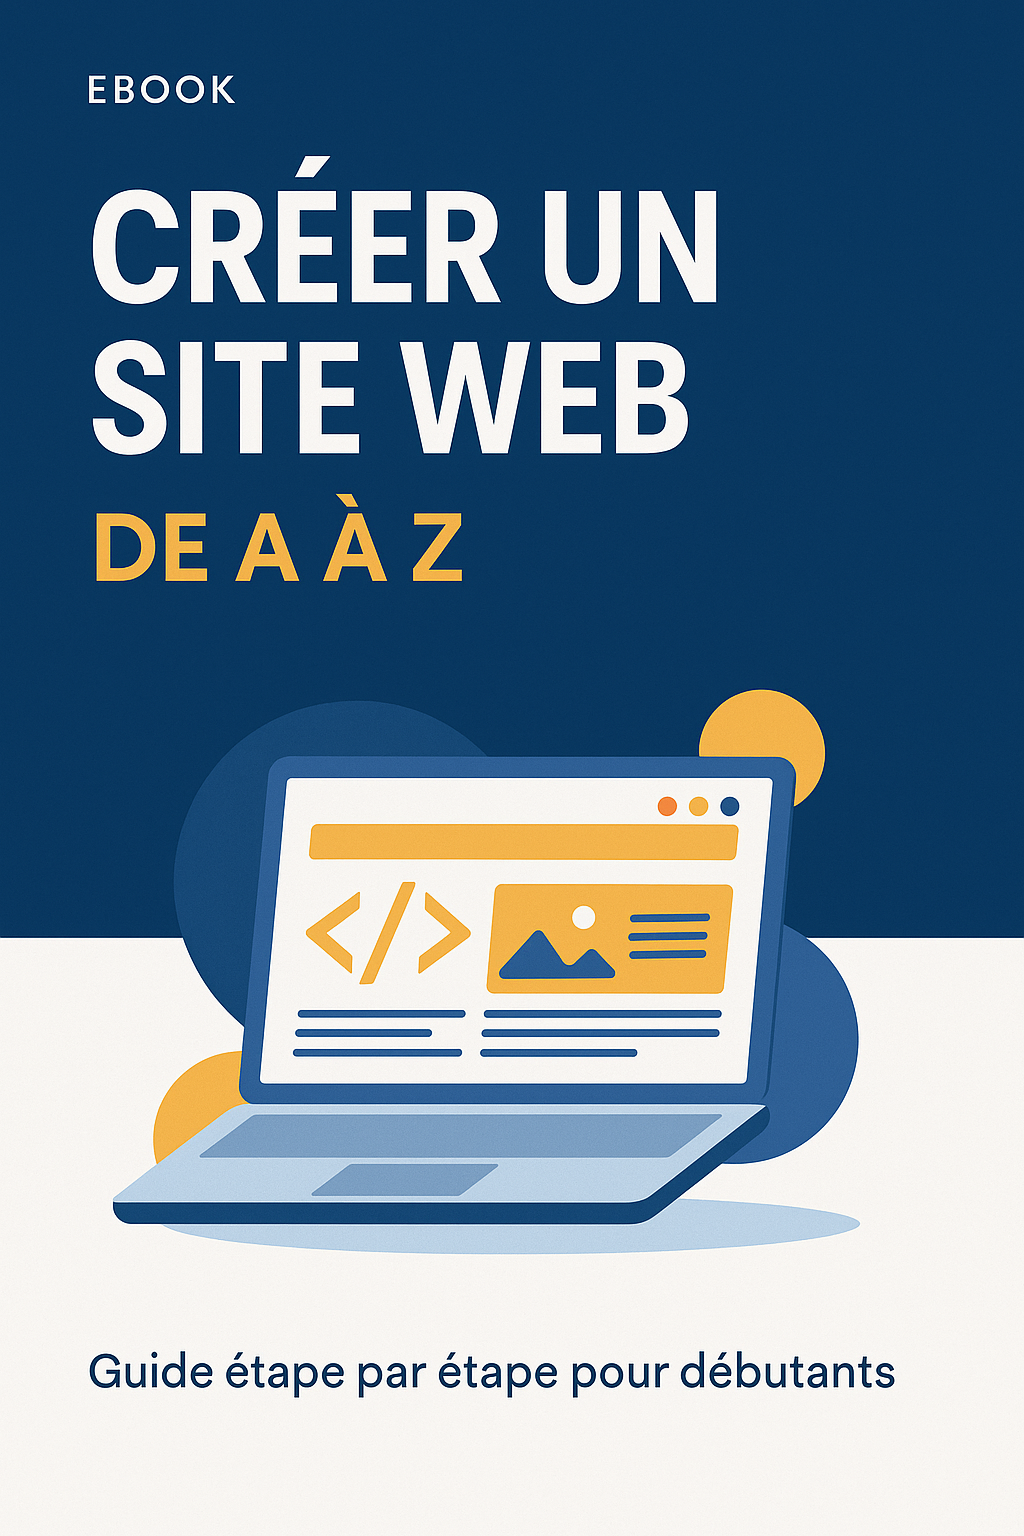 EBOOK
CRÉER UN
SITE WEB
DE A À Z
</>
Guide étape par étape pour débutants